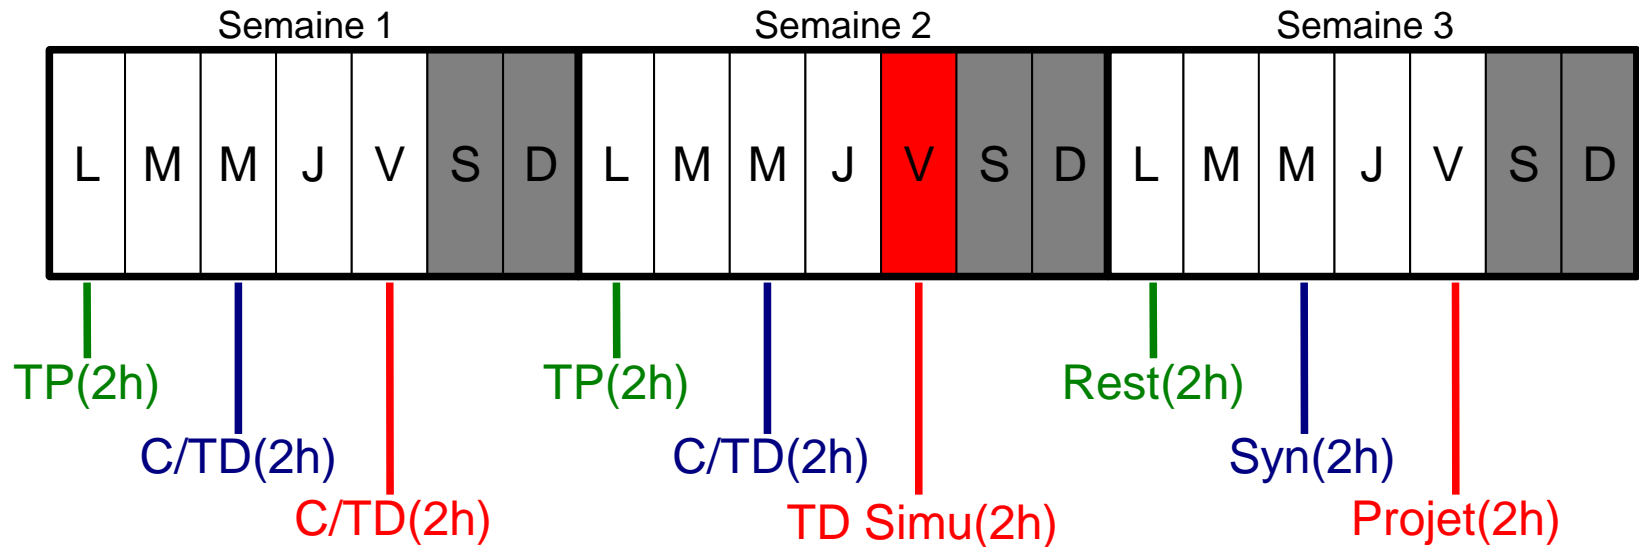 Semaine 1 Semaine 2 Semaine 3
L M M J V S D L M M J V S D L M M J V S D
TP(2h) TP(2h) Rest(2h)
C/TD(2h) C/TD(2h) Syn(2h)
C/TD(2h) TD Simu(2h) Projet(2h)